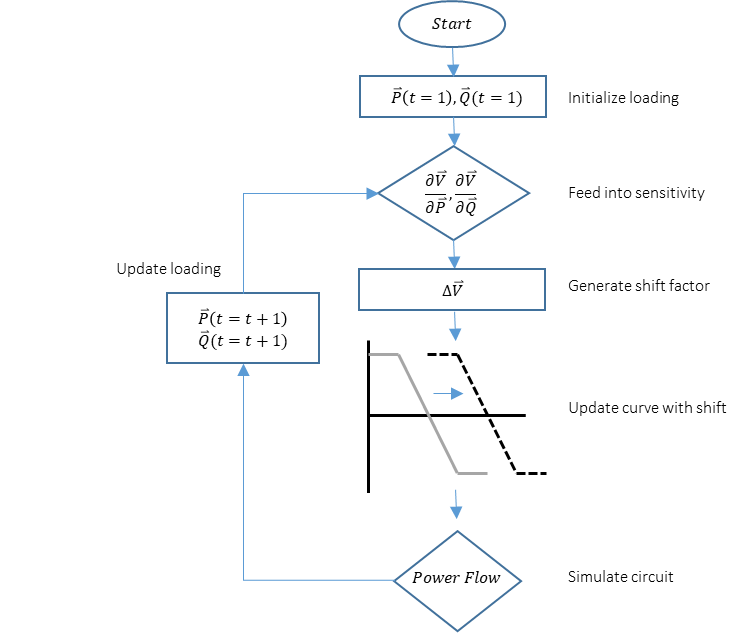 Start
P⃗(t = 1), Q⃗(t = 1)
Initialize loading
∂V⃗ ∂V⃗
∂P⃗ ' ∂Q⃗
Feed into sensitivity
Update loading
ΔV⃗
Generate shift factor
P⃗(t = t + 1)
Q⃗(t = t + 1)
Update curve with shift
Power Flow
Simulate circuit